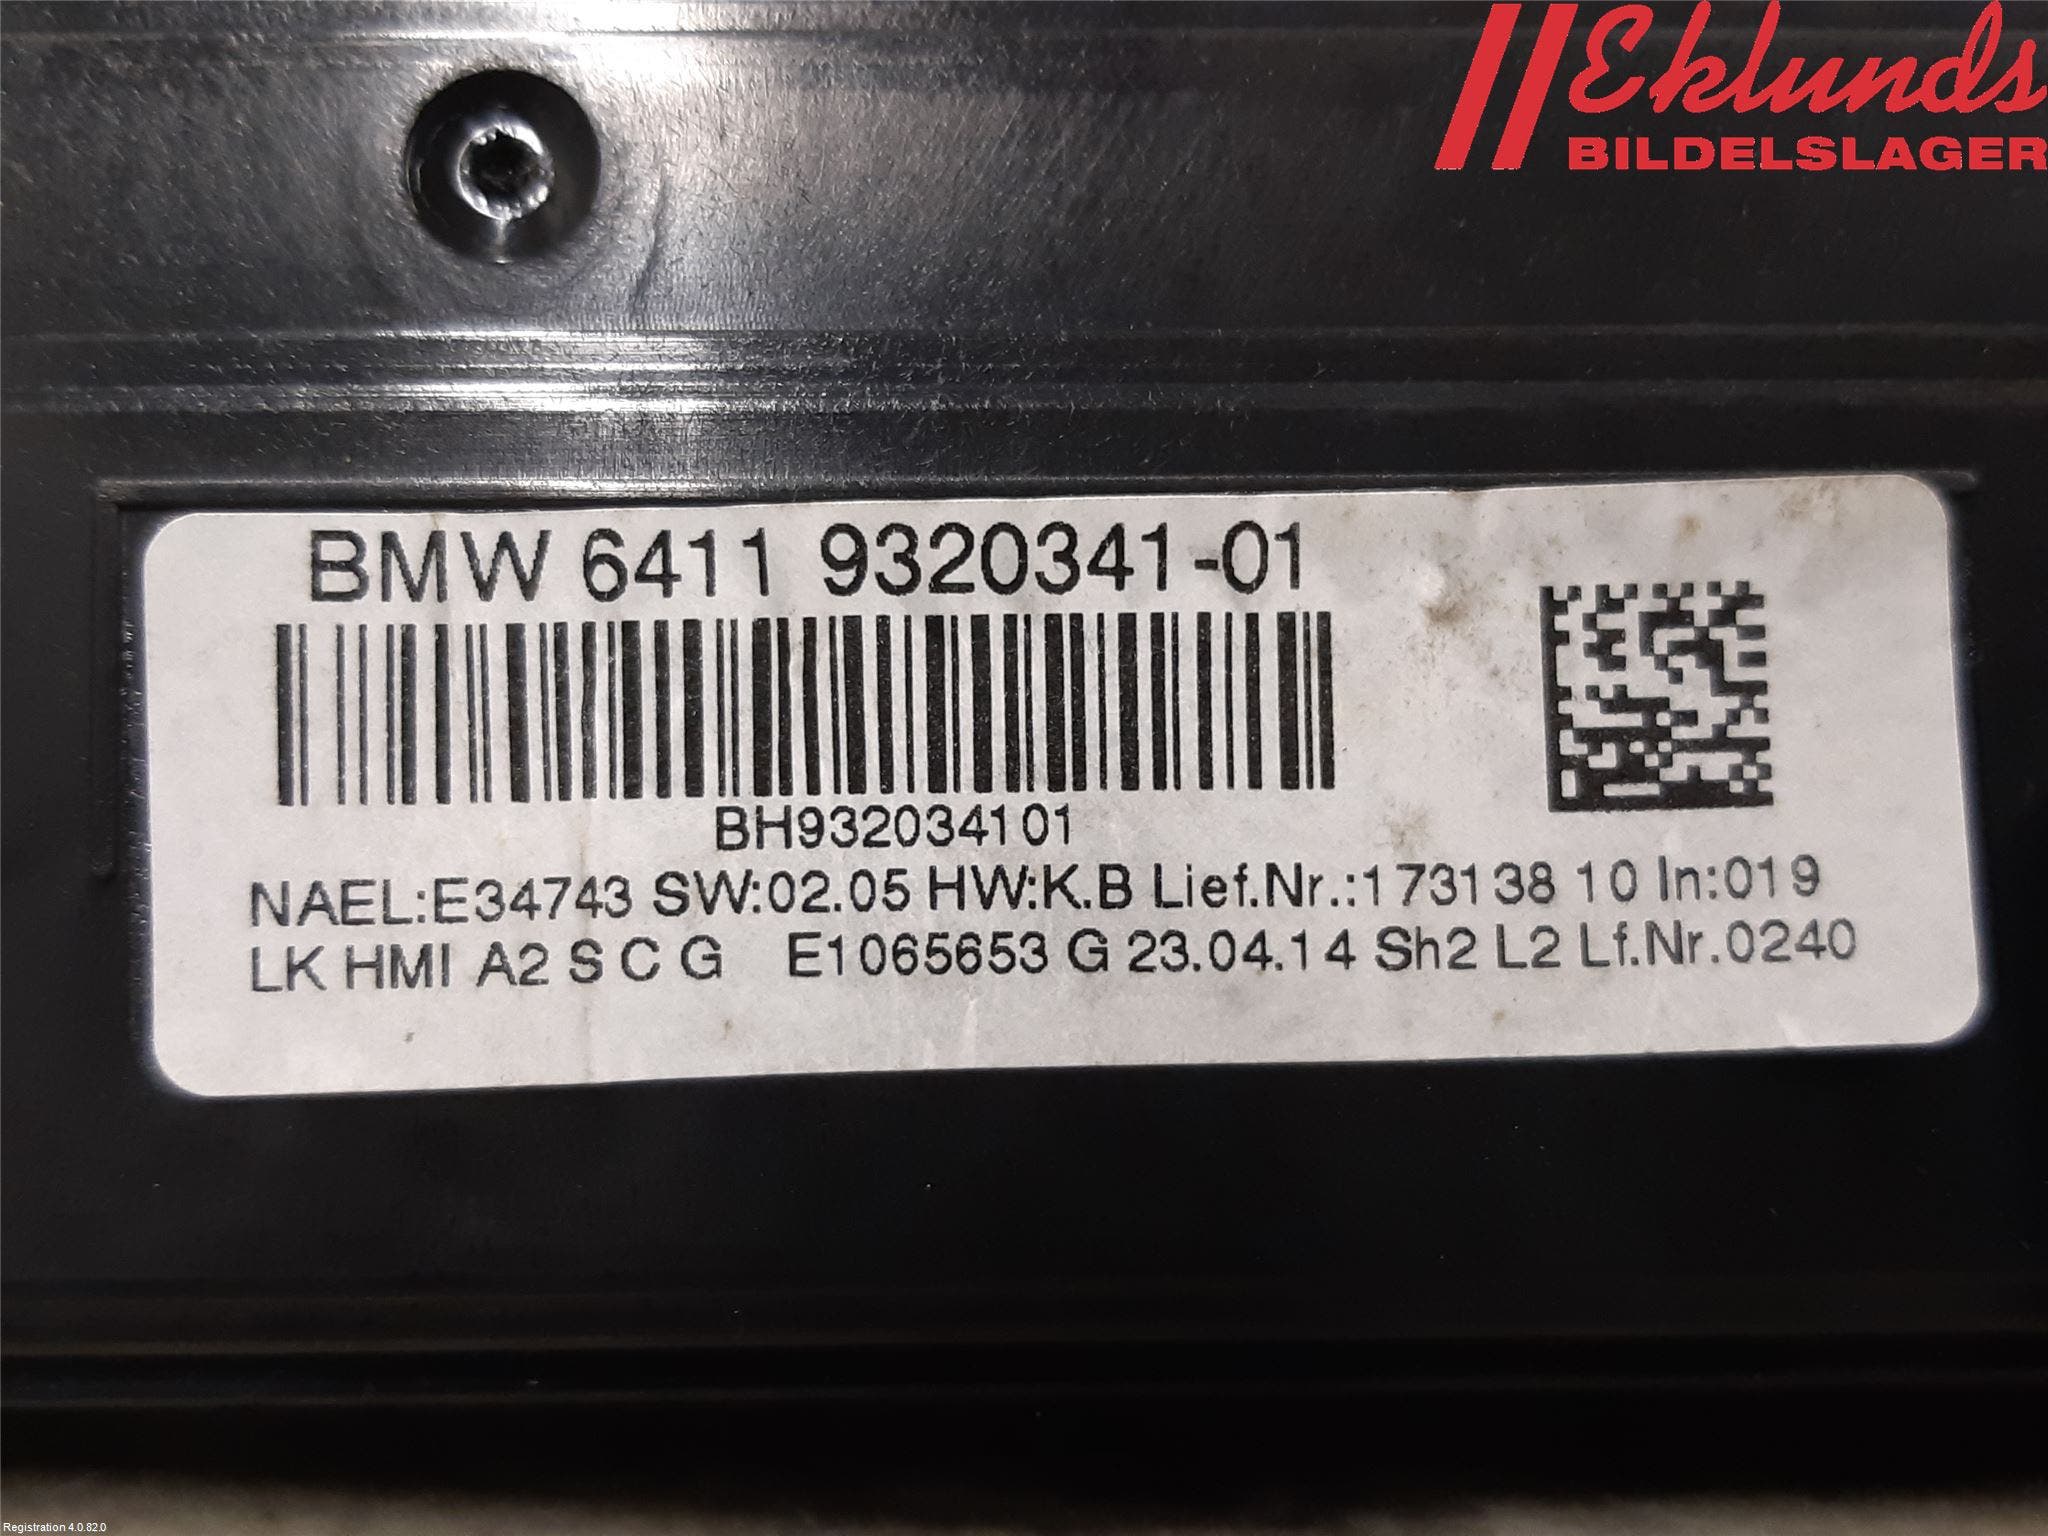 Eklunds
BILDELSLAGER
BMW 6411 9320341-01
BH932034101
NAEL:E34743 SW:02.05 HW:K.B Lief.Nr.:173138 10 In:019
LK HMI A2 S C G E1065653 G 23.04.14 Sh2 L2 Lf.Nr.0240
Registration 4.0.82.0